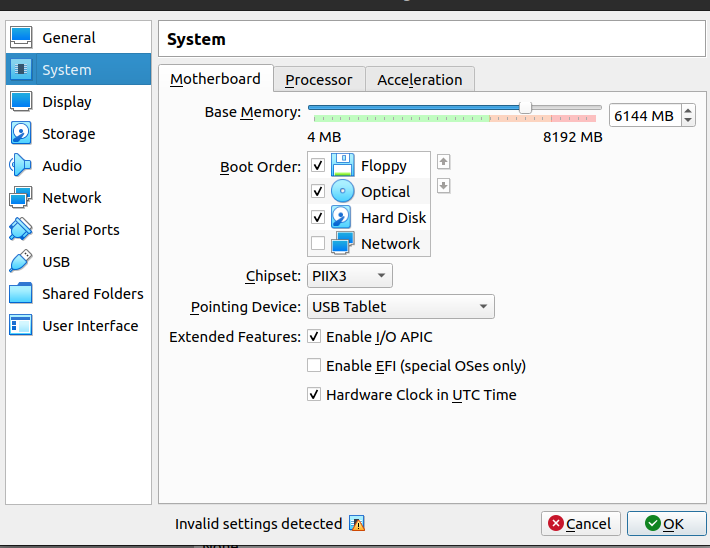 General
System
Display
Storage
Audio
Network
Serial Ports
USB
Shared Folders
User Interface
System
Motherboard
Processor
Acceleration
Base Memory:
6144 MB
4 MB
8192 MB
Boot Order:
Floppy
Optical
Hard Disk
Network
Chipset:
PIIX3
Pointing Device:
USB Tablet
Extended Features:
Enable I/O APIC
Enable EFI (special OSes only)
Hardware Clock in UTC Time
Invalid settings detected
Cancel
OK